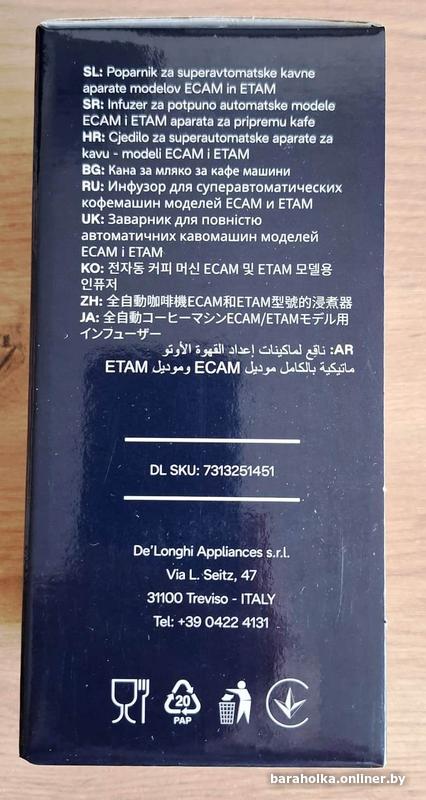 SL: Poparnik za superavtomatske kavne
aparate modelov ECAM in ETAM
SR: Infuzer za potpuno automatske modele
ECAM i ETAM aparata za pripremu kafe
HR: Cjedilo za superautomatske aparate za
kavu - modeli ECAM i ETAM
BG: Кана за мляко за кафе машини
RU: Инфузор для суперавтоматических
кофемашин моделей ECAM и ETAM
UK: Заварник для повністю
автоматичних кавомашин моделей
ECAM і ETAM
KO: 전자동 커피 머신 ECAM 및 ETAM 모델용
인퓨저
ZH: 全自動咖啡機ECAM和ETAM型號的浸煮器
JA: 全自動コーヒーマシンECAM/ETAMモデル用
インフューザー
AR: ناقع لماكينات إعداد القهوة الأوتو
ماتيكية بالكامل موديل ECAM وموديل ETAM
DL SKU: 7313251451
De'Longhi Appliances s.r.l.
Via L. Seitz, 47
31100 Treviso - ITALY
Tel: +39 0422 4131
20
PAP
baraholka.onliner.by